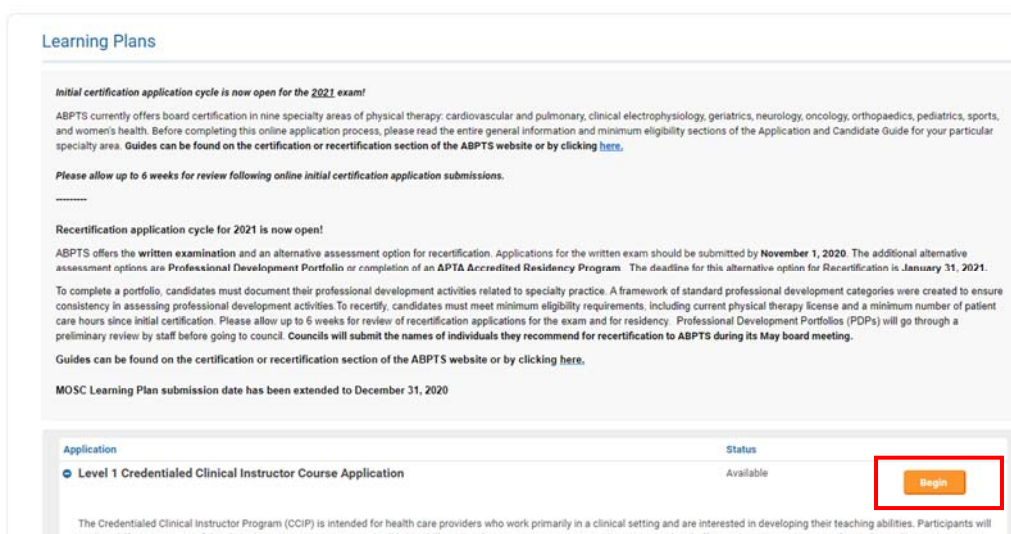 Learning Plans
Initial certification application cycle is now open for the 2021 exam!
ABPTS currently offers board certification in nine specialty areas of physical therapy: cardiovascular and pulmonary, clinical electrophysiology, geriatrics, neurology, oncology, orthopaedics, pediatrics, sports,
and women's health. Before completing this online application process, please read the entire general information and minimum eligibility sections of the Application and Candidate Guide for your particular
specialty area. Guides can be found on the certification or recertification section of the ABPTS website or by clicking here.
Please allow up to 6 weeks for review following online initial certification application submissions.
---------
Recertification application cycle for 2021 is now open!
ABPTS offers the written examination and an alternative assessment option for recertification. Applications for the written exam should be submitted by November 1, 2020. The additional alternative
assessment options are Professional Development Portfolio or completion of an APTA Accredited Residency Program. The deadline for this alternative option for Recertification is January 31, 2021.
To complete a portfolio, candidates must document their professional development activities related to specialty practice. A framework of standard professional development categories were created to ensure
consistency in assessing professional development activities.To recertify, candidates must meet minimum eligibility requirements, including current physical therapy license and a minimum number of patient
care hours since initial certification. Please allow up to 6 weeks for review of recertification applications for the exam and for residency. Professional Development Portfolios (PDPs) will go through a
preliminary review by staff before going to council. Councils will submit the names of individuals they recommend for recertification to ABPTS during its May board meeting.
Guides can be found on the certification or recertification section of the ABPTS website or by clicking here.
MOSC Learning Plan submission date has been extended to December 31, 2020
Application Status
Level 1 Credentialed Clinical Instructor Course Application Available Begin
The Credentialed Clinical Instructor Program (CCIP) is intended for health care providers who work primarily in a clinical setting and are interested in developing their teaching abilities. Participants will